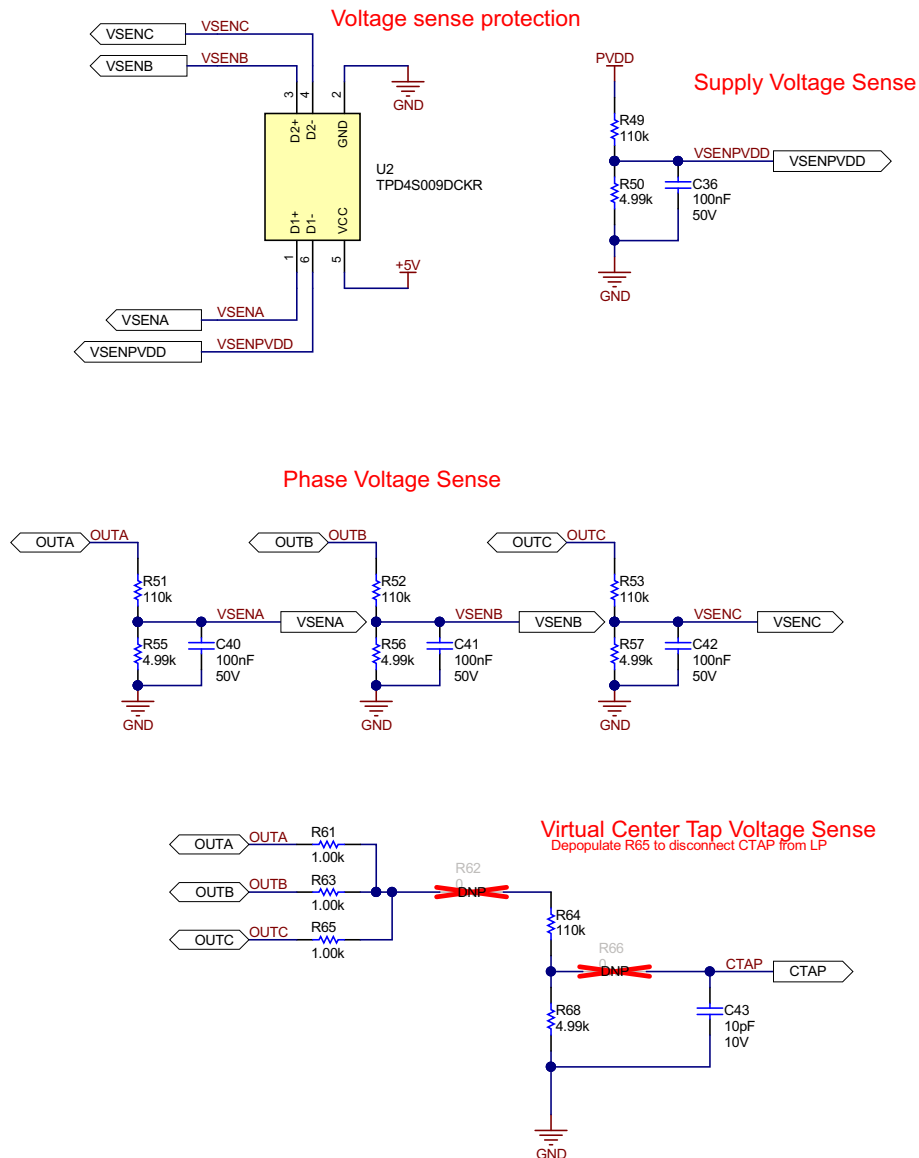 Voltage sense protection
VSENC
VSENC
VSENB
VSENB
3
4
2
GND
D2+
D2-
GND
U2
TPD4S009DCKR
D1+
D1-
VCC
1
6
5
+5V
VSENA
VSENA
VSENPVDD
VSENPVDD
PVDD
Supply Voltage Sense
R49
110k
VSENPVDD
VSENPVDD
R50
4.99k
C36
100nF
50V
GND
Phase Voltage Sense
OUTA
OUTA
R51
110k
VSENA
VSENA
R55
4.99k
C40
100nF
50V
GND
OUTB
OUTB
R52
110k
VSENB
VSENB
R56
4.99k
C41
100nF
50V
GND
OUTC
OUTC
R53
110k
VSENC
VSENC
R57
4.99k
C42
100nF
50V
GND
Virtual Center Tap Voltage Sense
Depopulate R65 to disconnect CTAP from LP
OUTA
OUTA
R61
1.00k
OUTB
OUTB
R63
1.00k
OUTC
OUTC
R65
1.00k
R62
0
DNP
R64
110k
R66
0
DNP
CTAP
CTAP
R68
4.99k
C43
10pF
10V
GND